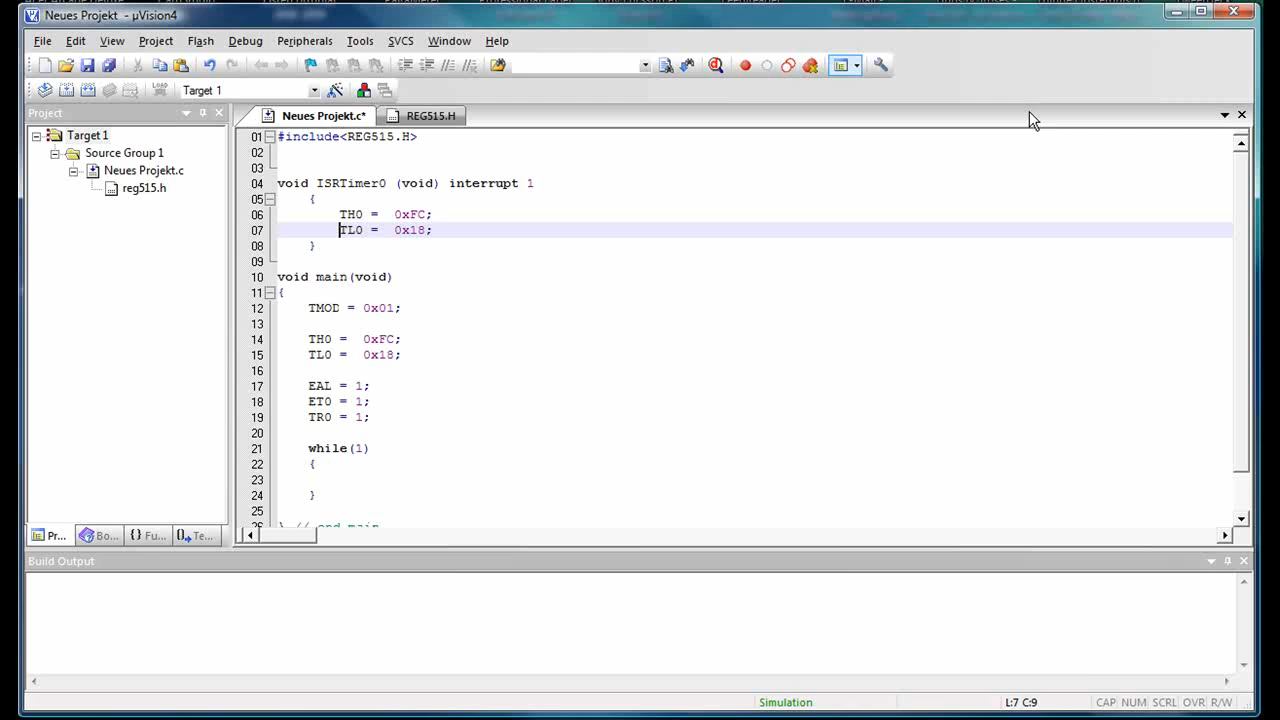 Neues Projekt - µVision4
File Edit View Project Flash Debug Peripherals Tools SVCS Window Help
LOAD Target 1
Project
Neues Projekt.c* REG515.H
Target 1
Source Group 1
Neues Projekt.c
reg515.h
01 #include<REG515.H>
02
03
04 void ISRTimer0 (void) interrupt 1
05 {
06 TH0 = 0xFC;
07 TL0 = 0x18;
08 }
09
10 void main(void)
11 {
12 TMOD = 0x01;
13
14 TH0 = 0xFC;
15 TL0 = 0x18;
16
17 EAL = 1;
18 ET0 = 1;
19 TR0 = 1;
20
21 while(1)
22 {
23
24 }
25
26 } // end main
Pr... Bo... {} Fu... Te...
Build Output
Simulation L:7 C:9 CAP NUM SCRL OVR R/W